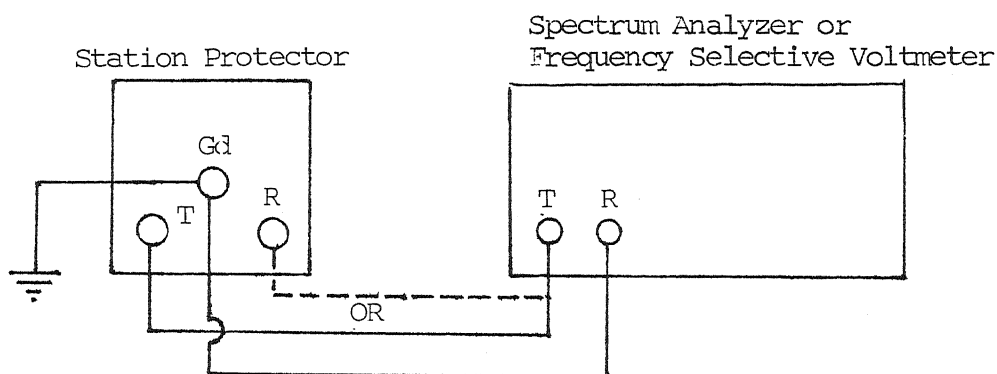 Spectrum Analyzer or
Frequency Selective Voltmeter
Station Protector
Gd
T
R
T
R
OR